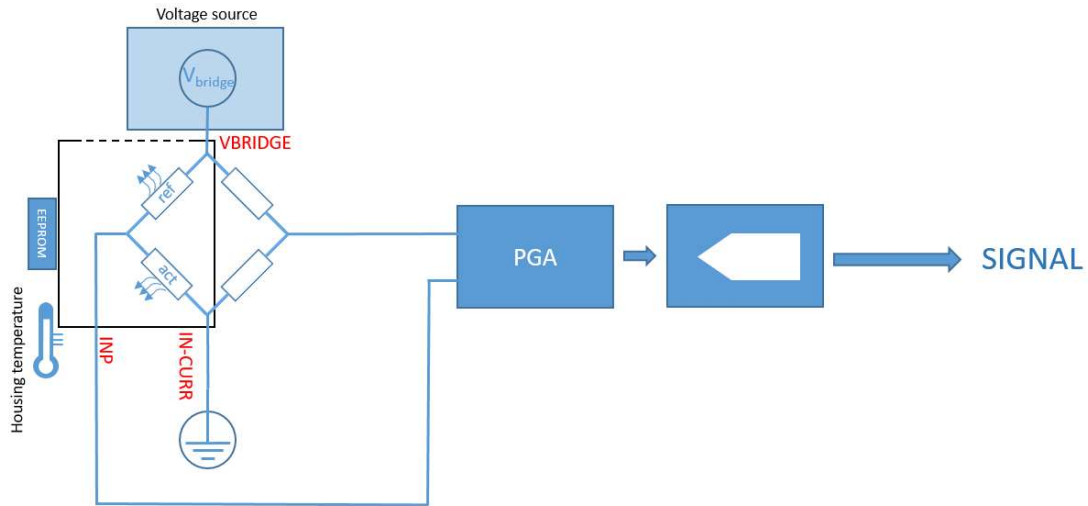 Voltage source
Vbridge
VBRIDGE
ref
EEPROM
act
PGA
SIGNAL
Housing temperature
INP
IN-CURR